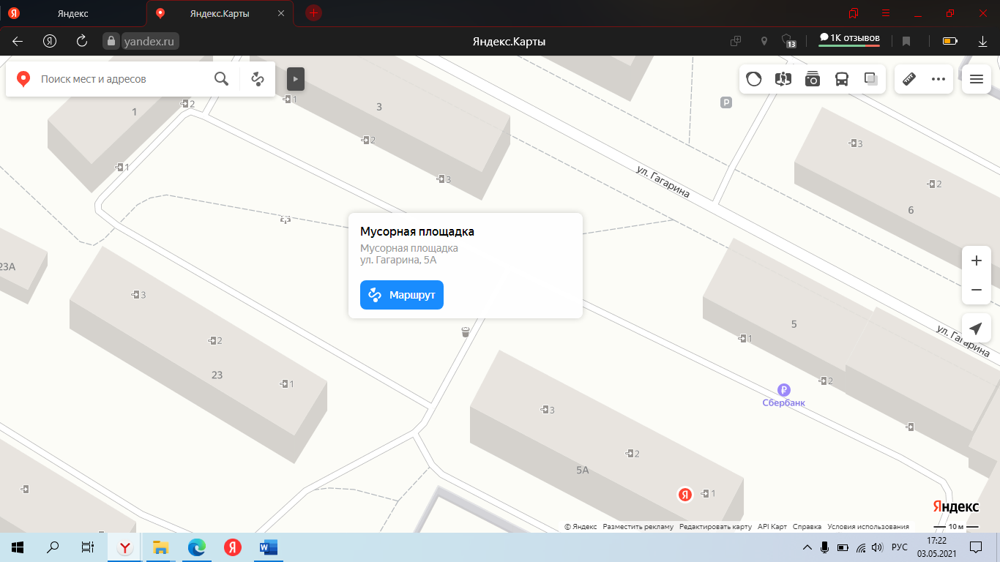 Я
Яндекс
Яндекс.Карты
Я
yandex.ru
Яндекс.Карты
13
1К отзывов
Поиск мест и адресов
1
2
1
1
3
2
3
P
ул. Гагарина
3
2
6
Мусорная площадка
Мусорная площадка
ул. Гагарина, 5А
Маршрут
23А
3
2
23
1
5
1
2
ул. Гагарина
Сбербанк
3
2
5А
Я
1
Яндекс
© Яндекс Разместить рекламу Редактировать карту API Карт Справка Условия использования
10 м
Y
Я
W
РУС
17:22
03.05.2021